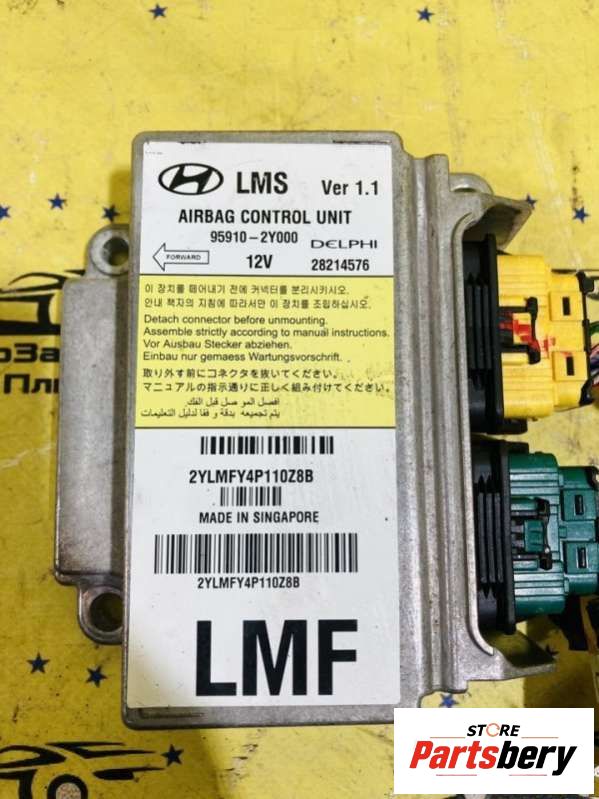 LMS Ver 1.1
AIRBAG CONTROL UNIT
95910-2Y000 DELPHI
FORWARD 12V 28214576
이 장치를 떼어내기 전에 커넥터를 분리시키시오.
안내 책자의 지침에 따라서만 이 장치를 조립하십시오.
Detach connector before unmounting.
Assemble strictly according to manual instructions.
Vor Ausbau Stecker abziehen.
Einbau nur gemaess Wartungsvorschrift.
取り外す前にコネクタを抜いてください。
マニュアルの指示通りに正しく組み付けてください。
افصل الموصل قبل الفك.
يتم تجميعه بدقة و فقا لدليل التعليمات
2YLMFY4P110Z8B
MADE IN SINGAPORE
2YLMFY4P110Z8B
LMF
STORE
Partsbery